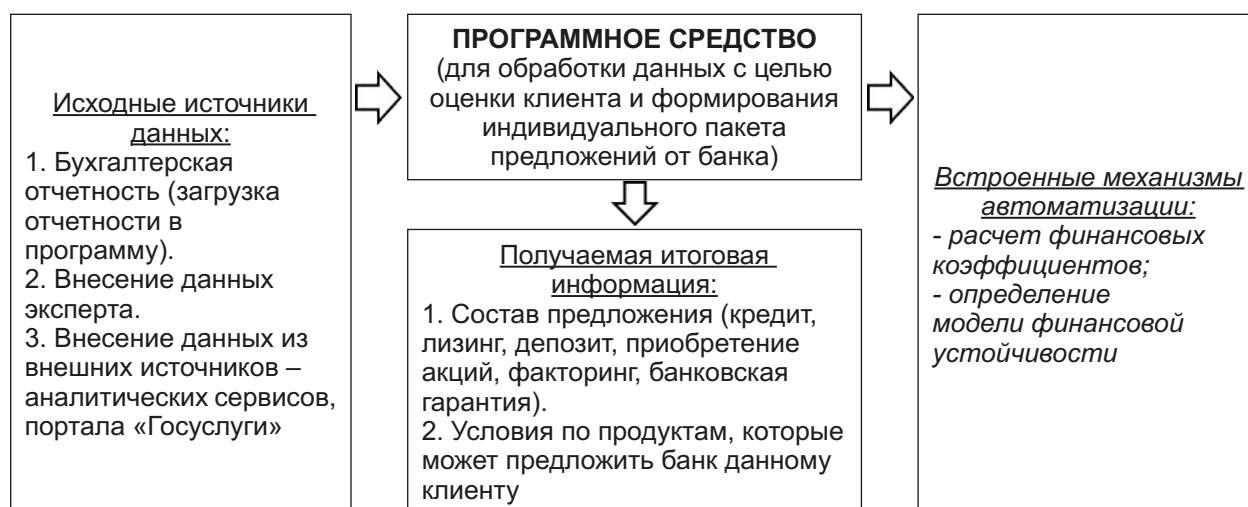 Исходные источники
данных:
1. Бухгалтерская
отчетность (загрузка
отчетности в
программу).
2. Внесение данных
эксперта.
3. Внесение данных из
внешних источников –
аналитических сервисов,
портала «Госуслуги»
ПРОГРАММНОЕ СРЕДСТВО
(для обработки данных с целью
оценки клиента и формирования
индивидуального пакета
предложений от банка)
Получаемая итоговая
информация:
1. Состав предложения (кредит,
лизинг, депозит, приобретение
акций, факторинг, банковская
гарантия).
2. Условия по продуктам, которые
может предложить банк данному
клиенту
Встроенные механизмы
автоматизации:
- расчет финансовых
коэффициентов;
- определение
модели финансовой
устойчивости